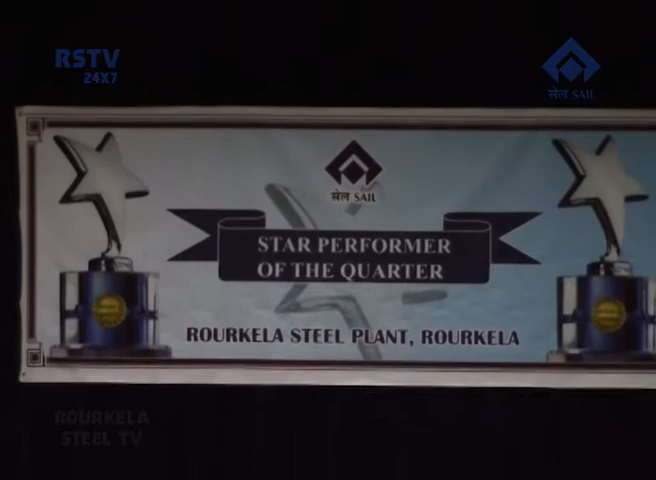 RSTV
24X7
सेल SAIL
सेल SAIL
STAR PERFORMER
OF THE QUARTER
ROURKELA STEEL PLANT, ROURKELA
ROURKELA
STEEL TV